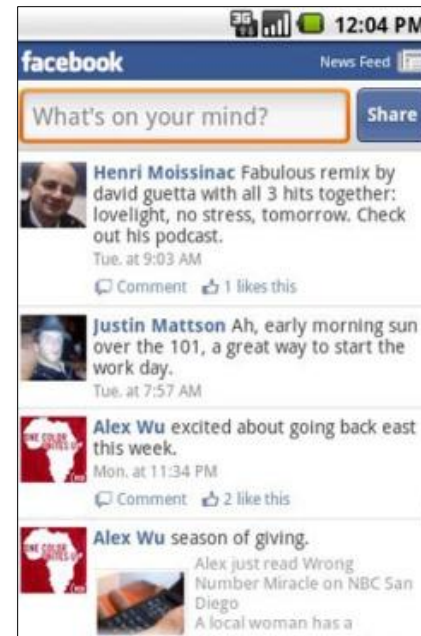 3G 12:04 PM
facebook News Feed
What's on your mind? Share
Henri Moissinac Fabulous remix by
david guetta with all 3 hits together:
lovelight, no stress, tomorrow. Check
out his podcast.
Tue. at 9:03 AM
Comment 1 likes this
Justin Mattson Ah, early morning sun
over the 101, a great way to start the
work day.
Tue. at 7:57 AM
Alex Wu excited about going back east
this week.
Mon. at 11:34 PM
Comment 2 like this
Alex Wu season of giving.
Alex just read Wrong
Number Miracle on NBC San
Diego
A local woman has a